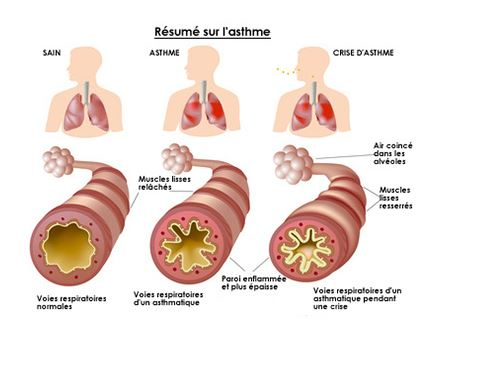 Résumé sur l'asthme
SAIN
ASTHME
CRISE D'ASTHME
Air coincé
dans les
alvéoles
Muscles lisses
relâchés
Muscles
lisses
resserrés
Paroi enflammée
et plus épaisse
Voies respiratoires
normales
Voies respiratoires
d'un asthmatique
Voies respiratoires d'un
asthmatique pendant
une crise